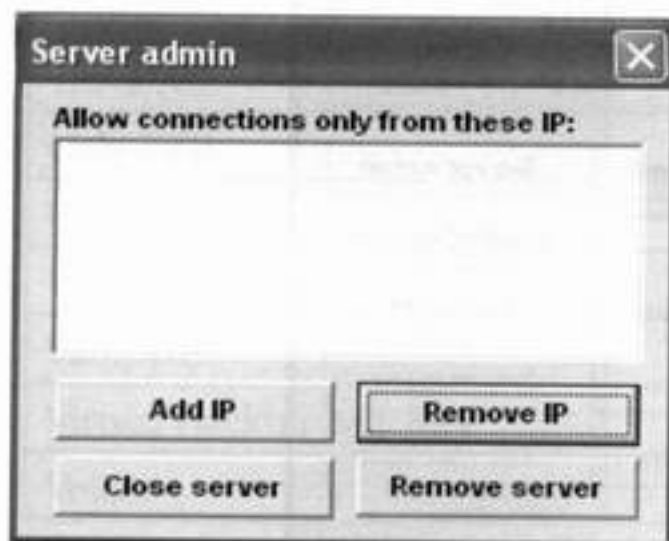 Server admin
Allow connections only from these IP:
Add IP Remove IP
Close server Remove server